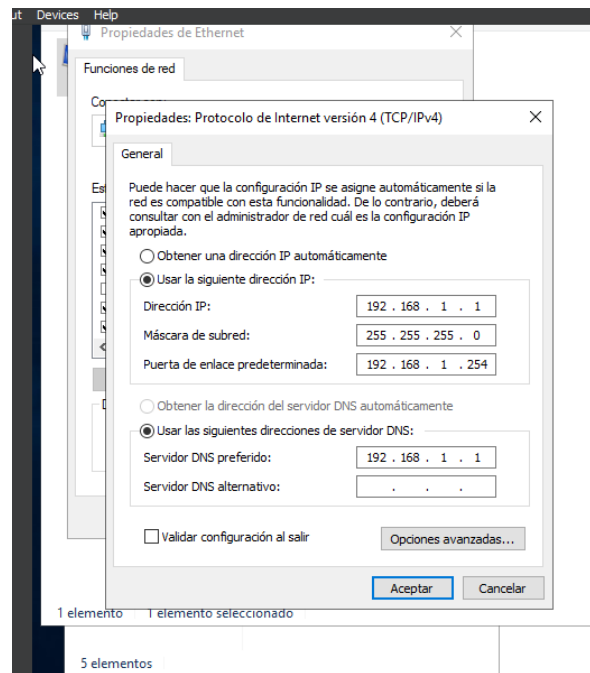 Devices Help
Propiedades de Ethernet
Funciones de red
Propiedades: Protocolo de Internet versión 4 (TCP/IPv4)
General
Puede hacer que la configuración IP se asigne automáticamente si la
red es compatible con esta funcionalidad. De lo contrario, deberá
consultar con el administrador de red cuál es la configuración IP
apropiada.
Obtener una dirección IP automáticamente
Usar la siguiente dirección IP:
Dirección IP: 192 . 168 . 1 . 1
Máscara de subred: 255 . 255 . 255 . 0
Puerta de enlace predeterminada: 192 . 168 . 1 . 254
Obtener la dirección del servidor DNS automáticamente
Usar las siguientes direcciones de servidor DNS:
Servidor DNS preferido: 192 . 168 . 1 . 1
Servidor DNS alternativo: . . .
Validar configuración al salir
Opciones avanzadas...
Aceptar Cancelar
1 elemento 1 elemento seleccionado
5 elementos